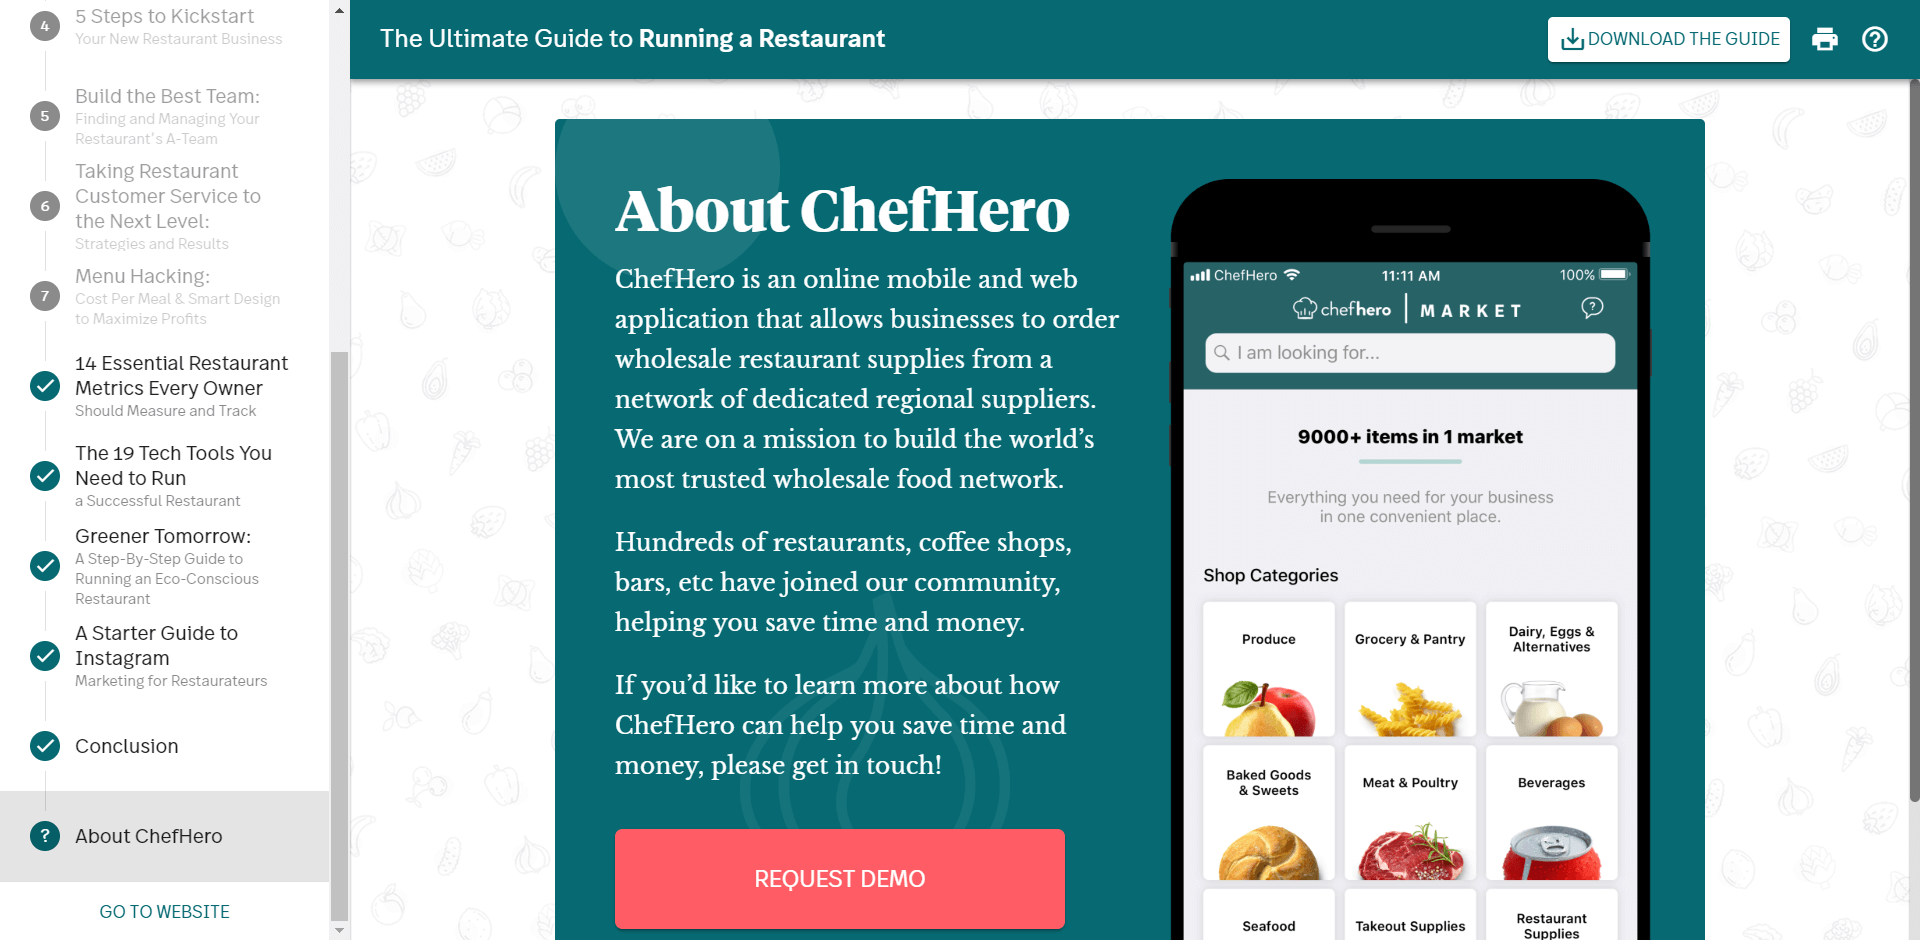 4
5 Steps to Kickstart
Your New Restaurant Business
5
Build the Best Team:
Finding and Managing Your
Restaurant's A-Team
6
Taking Restaurant
Customer Service to
the Next Level:
Strategies and Results
7
Menu Hacking:
Cost Per Meal & Smart Design
to Maximize Profits
14 Essential Restaurant
Metrics Every Owner
Should Measure and Track
The 19 Tech Tools You
Need to Run
a Successful Restaurant
Greener Tomorrow:
A Step-By-Step Guide to
Running an Eco-Conscious
Restaurant
A Starter Guide to
Instagram
Marketing for Restaurateurs
Conclusion
?
About ChefHero
GO TO WEBSITE
The Ultimate Guide to Running a Restaurant
DOWNLOAD THE GUIDE
?
About ChefHero
ChefHero is an online mobile and web
application that allows businesses to order
wholesale restaurant supplies from a
network of dedicated regional suppliers.
We are on a mission to build the world’s
most trusted wholesale food network.
Hundreds of restaurants, coffee shops,
bars, etc have joined our community,
helping you save time and money.
If you’d like to learn more about how
ChefHero can help you save time and
money, please get in touch!
REQUEST DEMO
ChefHero 11:11 AM 100%
chefhero | MARKET ?
I am looking for...
9000+ items in 1 market
Everything you need for your business
in one convenient place.
Shop Categories
Produce
Grocery & Pantry
Dairy, Eggs &
Alternatives
Baked Goods
& Sweets
Meat & Poultry
Beverages
Seafood
Takeout Supplies
Restaurant
Supplies